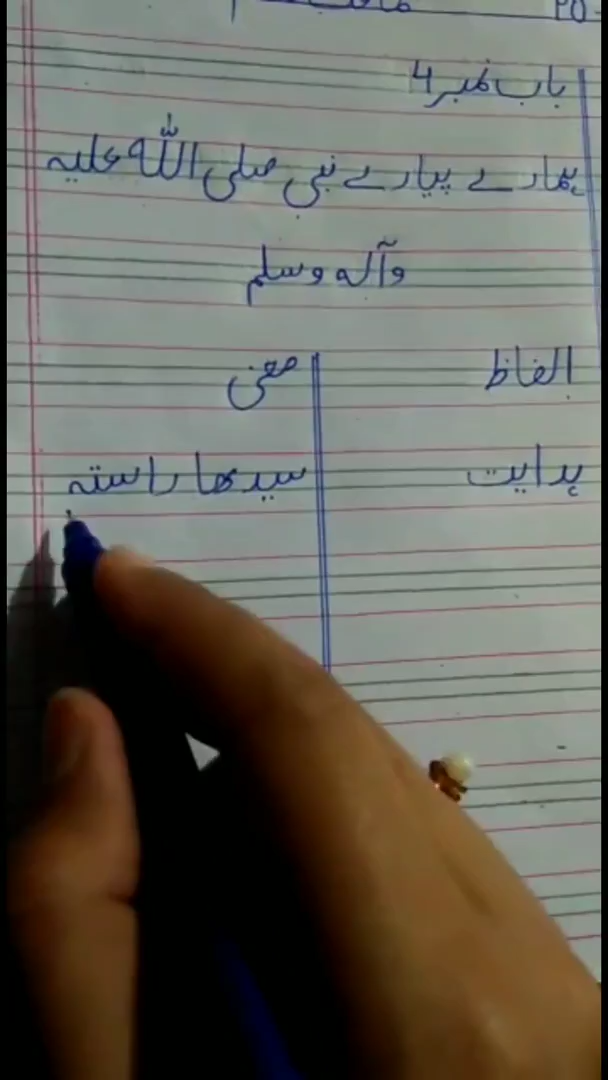 باب نمبر 4
ہمارے پیارے نبی صلی اللہ علیہ
وآلہ وسلم
الفاظ معنی
ہدایت سیدھا راستہ